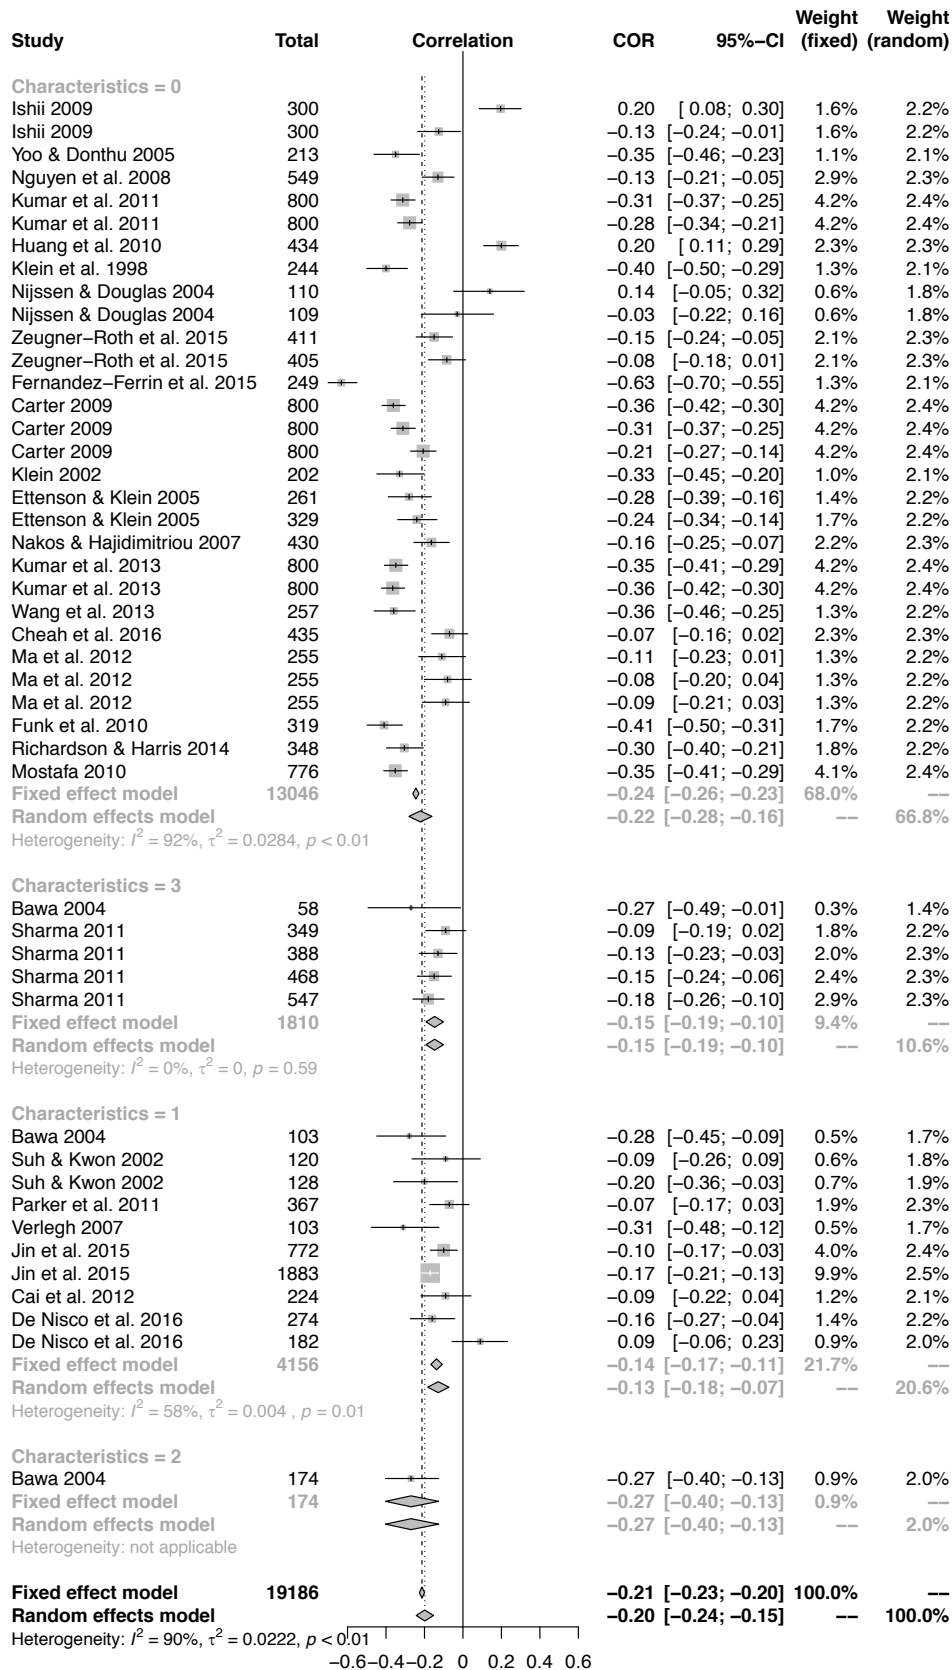 Weight Weight
Study Total Correlation COR 95%−CI (fixed) (random)
Characteristics = 0
Ishii 2009 300 0.20 [ 0.08; 0.30] 1.6% 2.2%
Ishii 2009 300 −0.13 [−0.24; −0.01] 1.6% 2.2%
Yoo & Donthu 2005 213 −0.35 [−0.46; −0.23] 1.1% 2.1%
Nguyen et al. 2008 549 −0.13 [−0.21; −0.05] 2.9% 2.3%
Kumar et al. 2011 800 −0.31 [−0.37; −0.25] 4.2% 2.4%
Kumar et al. 2011 800 −0.28 [−0.34; −0.21] 4.2% 2.4%
Huang et al. 2010 434 0.20 [ 0.11; 0.29] 2.3% 2.3%
Klein et al. 1998 244 −0.40 [−0.50; −0.29] 1.3% 2.1%
Nijssen & Douglas 2004 110 0.14 [−0.05; 0.32] 0.6% 1.8%
Nijssen & Douglas 2004 109 −0.03 [−0.22; 0.16] 0.6% 1.8%
Zeugner−Roth et al. 2015 411 −0.15 [−0.24; −0.05] 2.1% 2.3%
Zeugner−Roth et al. 2015 405 −0.08 [−0.18; 0.01] 2.1% 2.3%
Fernandez−Ferrin et al. 2015 249 −0.63 [−0.70; −0.55] 1.3% 2.1%
Carter 2009 800 −0.36 [−0.42; −0.30] 4.2% 2.4%
Carter 2009 800 −0.31 [−0.37; −0.25] 4.2% 2.4%
Carter 2009 800 −0.21 [−0.27; −0.14] 4.2% 2.4%
Klein 2002 202 −0.33 [−0.45; −0.20] 1.0% 2.1%
Ettenson & Klein 2005 261 −0.28 [−0.39; −0.16] 1.4% 2.2%
Ettenson & Klein 2005 329 −0.24 [−0.34; −0.14] 1.7% 2.2%
Nakos & Hajidimitriou 2007 430 −0.16 [−0.25; −0.07] 2.2% 2.3%
Kumar et al. 2013 800 −0.35 [−0.41; −0.29] 4.2% 2.4%
Kumar et al. 2013 800 −0.36 [−0.42; −0.30] 4.2% 2.4%
Wang et al. 2013 257 −0.36 [−0.46; −0.25] 1.3% 2.2%
Cheah et al. 2016 435 −0.07 [−0.16; 0.02] 2.3% 2.3%
Ma et al. 2012 255 −0.11 [−0.23; 0.01] 1.3% 2.2%
Ma et al. 2012 255 −0.08 [−0.20; 0.04] 1.3% 2.2%
Ma et al. 2012 255 −0.09 [−0.21; 0.03] 1.3% 2.2%
Funk et al. 2010 319 −0.41 [−0.50; −0.31] 1.7% 2.2%
Richardson & Harris 2014 348 −0.30 [−0.40; −0.21] 1.8% 2.2%
Mostafa 2010 776 −0.35 [−0.41; −0.29] 4.1% 2.4%
Fixed effect model 13046 −0.24 [−0.26; −0.23] 68.0% −−
Random effects model −0.22 [−0.28; −0.16] −− 66.8%
Heterogeneity: I² = 92%, τ² = 0.0284, p < 0.01
Characteristics = 3
Bawa 2004 58 −0.27 [−0.49; −0.01] 0.3% 1.4%
Sharma 2011 349 −0.09 [−0.19; 0.02] 1.8% 2.2%
Sharma 2011 388 −0.13 [−0.23; −0.03] 2.0% 2.3%
Sharma 2011 468 −0.15 [−0.24; −0.06] 2.4% 2.3%
Sharma 2011 547 −0.18 [−0.26; −0.10] 2.9% 2.3%
Fixed effect model 1810 −0.15 [−0.19; −0.10] 9.4% −−
Random effects model −0.15 [−0.19; −0.10] −− 10.6%
Heterogeneity: I² = 0%, τ² = 0, p = 0.59
Characteristics = 1
Bawa 2004 103 −0.28 [−0.45; −0.09] 0.5% 1.7%
Suh & Kwon 2002 120 −0.09 [−0.26; 0.09] 0.6% 1.8%
Suh & Kwon 2002 128 −0.20 [−0.36; −0.03] 0.7% 1.9%
Parker et al. 2011 367 −0.07 [−0.17; 0.03] 1.9% 2.3%
Verlegh 2007 103 −0.31 [−0.48; −0.12] 0.5% 1.7%
Jin et al. 2015 772 −0.10 [−0.17; −0.03] 4.0% 2.4%
Jin et al. 2015 1883 −0.17 [−0.21; −0.13] 9.9% 2.5%
Cai et al. 2012 224 −0.09 [−0.22; 0.04] 1.2% 2.1%
De Nisco et al. 2016 274 −0.16 [−0.27; −0.04] 1.4% 2.2%
De Nisco et al. 2016 182 0.09 [−0.06; 0.23] 0.9% 2.0%
Fixed effect model 4156 −0.14 [−0.17; −0.11] 21.7% −−
Random effects model −0.13 [−0.18; −0.07] −− 20.6%
Heterogeneity: I² = 58%, τ² = 0.004 , p = 0.01
Characteristics = 2
Bawa 2004 174 −0.27 [−0.40; −0.13] 0.9% 2.0%
Fixed effect model 174 −0.27 [−0.40; −0.13] 0.9% −−
Random effects model −0.27 [−0.40; −0.13] −− 2.0%
Heterogeneity: not applicable
Fixed effect model 19186 −0.21 [−0.23; −0.20] 100.0% −−
Random effects model −0.20 [−0.24; −0.15] −− 100.0%
Heterogeneity: I² = 90%, τ² = 0.0222, p < 0.01
−0.6 −0.4 −0.2 0 0.2 0.4 0.6